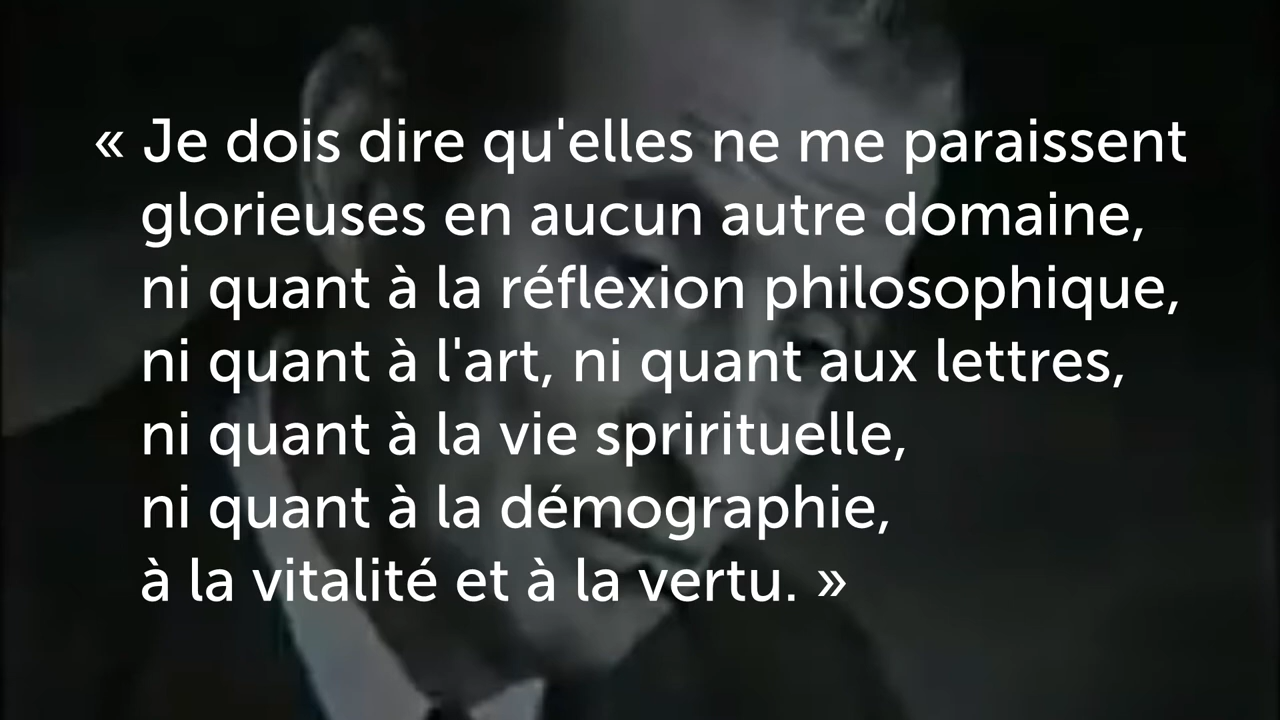 « Je dois dire qu'elles ne me paraissent
glorieuses en aucun autre domaine,
ni quant à la réflexion philosophique,
ni quant à l'art, ni quant aux lettres,
ni quant à la vie sprirituelle,
ni quant à la démographie,
à la vitalité et à la vertu. »